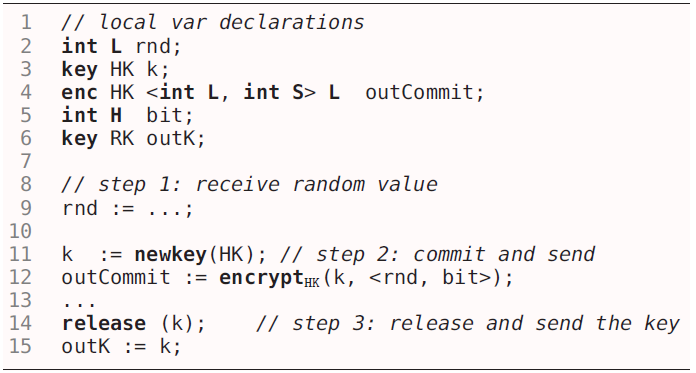 1 // local var declarations
2 int L rnd;
3 key HK k;
4 enc HK <int L, int S> L  outCommit;
5 int H  bit;
6 key RK outK;
7
8 // step 1: receive random value
9 rnd := ...;
10
11 k  := newkey(HK); // step 2: commit and send
12 outCommit := encryptHK(k, <rnd, bit>);
13 ...
14 release (k);    // step 3: release and send the key
15 outK := k;